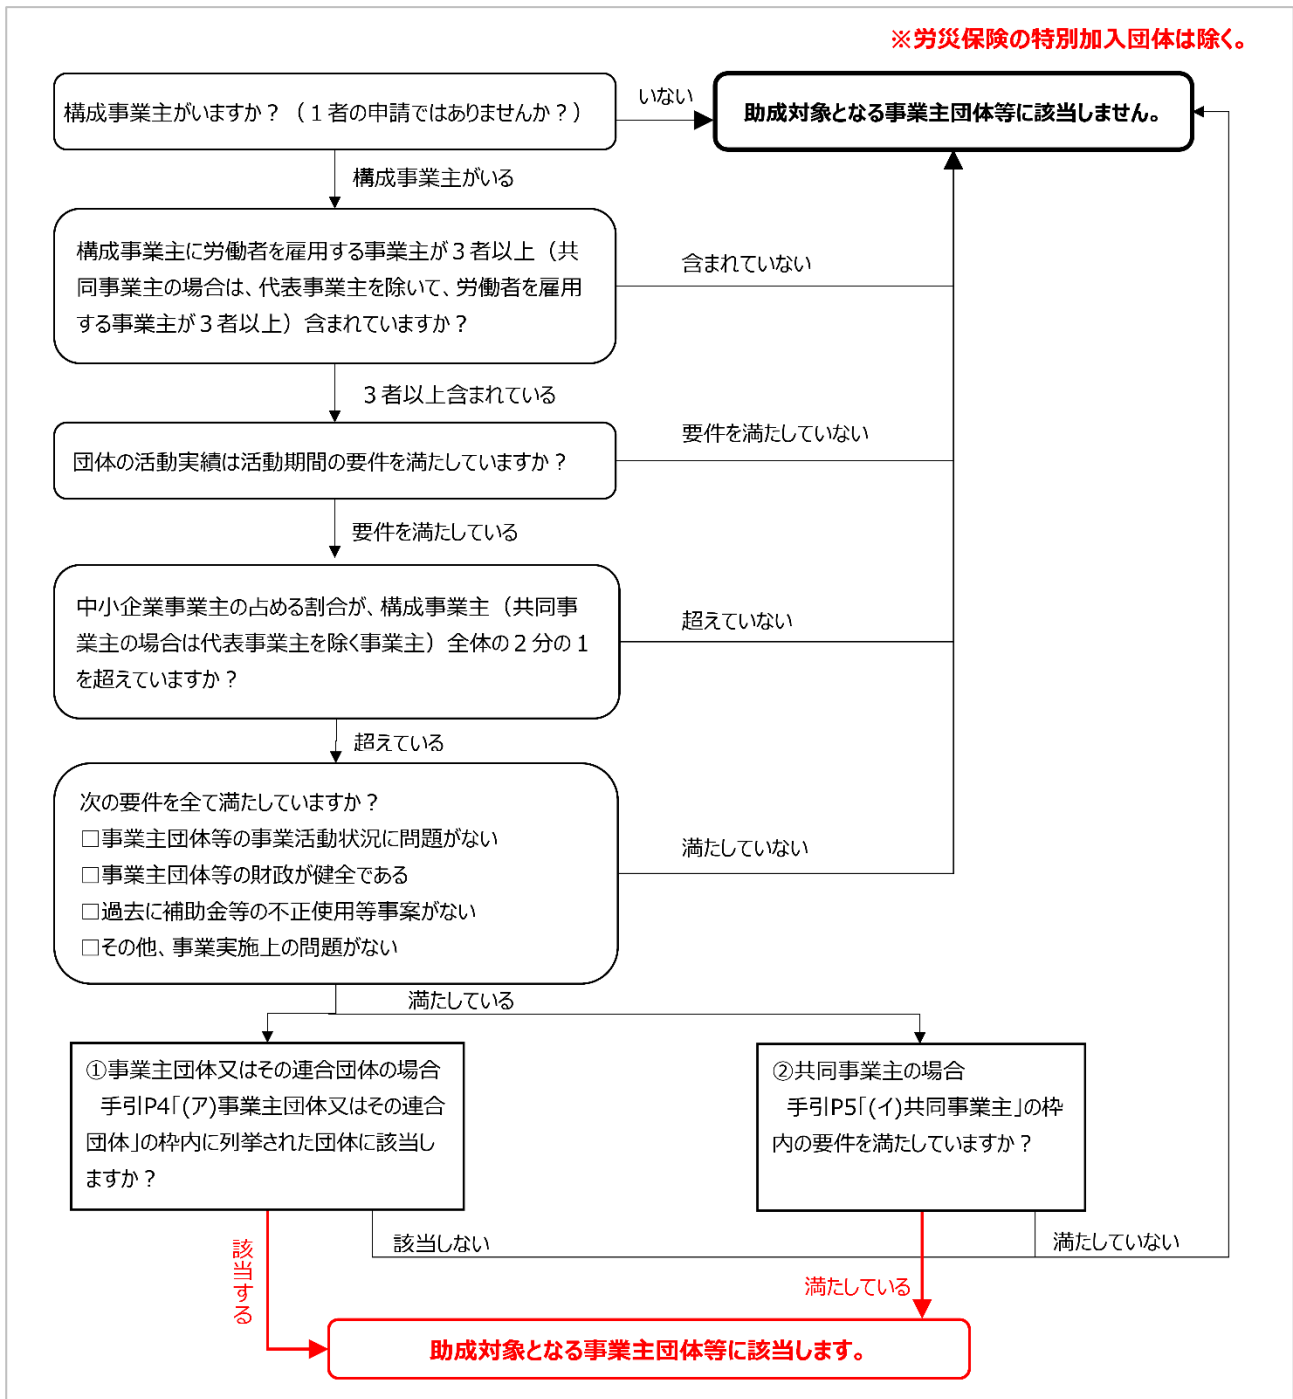 ※労災保険の特別加入団体は除く。
構成事業主がいますか?(1者の申請ではありませんか?)
いない
助成対象となる事業主団体等に該当しません。
構成事業主がいる
構成事業主に労働者を雇用する事業主が3者以上(共
同事業主の場合は、代表事業主を除いて、労働者を雇用
する事業主が3者以上)含まれていますか?
含まれていない
3者以上含まれている
団体の活動実績は活動期間の要件を満たしていますか?
要件を満たしていない
要件を満たしている
中小企業事業主の占める割合が、構成事業主(共同事
業主の場合は代表事業主を除く事業主)全体の2分の1
を超えていますか?
超えていない
超えている
次の要件を全て満たしていますか?
□事業主団体等の事業活動状況に問題がない
□事業主団体等の財政が健全である
□過去に補助金等の不正使用等事案がない
□その他、事業実施上の問題がない
満たしていない
満たしている
①事業主団体又はその連合団体の場合
手引P4「(ア)事業主団体又はその連合
団体」の枠内に列挙された団体に該当し
ますか?
②共同事業主の場合
手引P5「(イ)共同事業主」の枠
内の要件を満たしていますか?
該当する
該当しない
満たしている
満たしていない
助成対象となる事業主団体等に該当します。